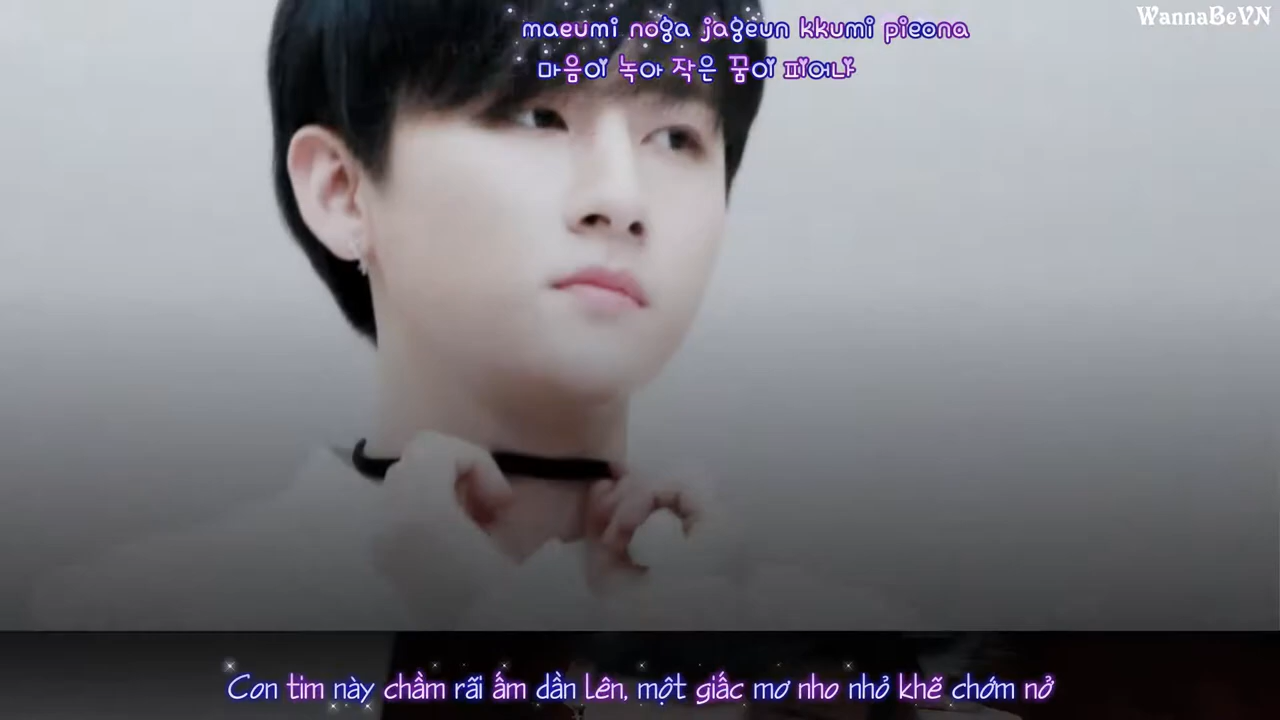 WannaBeVN
maeumi noga jageun kkumi pieona
마음이 녹아 작은 꿈이 피어나
Con tim này chầm rãi ấm dần lên, một giấc mơ nho nhỏ khẽ chớm nở